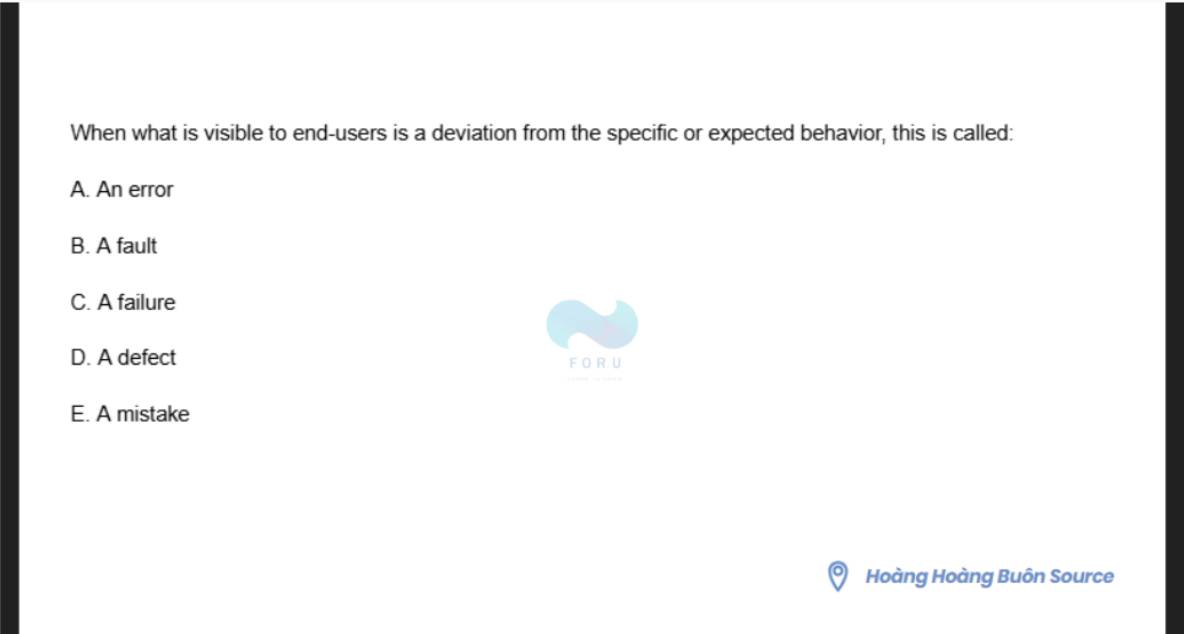 When what is visible to end-users is a deviation from the specific or expected behavior, this is called:
A. An error
B. A fault
C. A failure
D. A defect
E. A mistake
FORU
Hoàng Hoàng Buôn Source